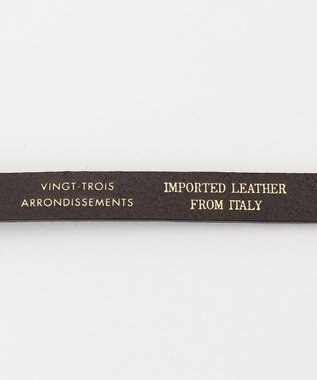 VINGT-TROIS
ARRONDISSEMENTS
IMPORTED LEATHER
FROM ITALY